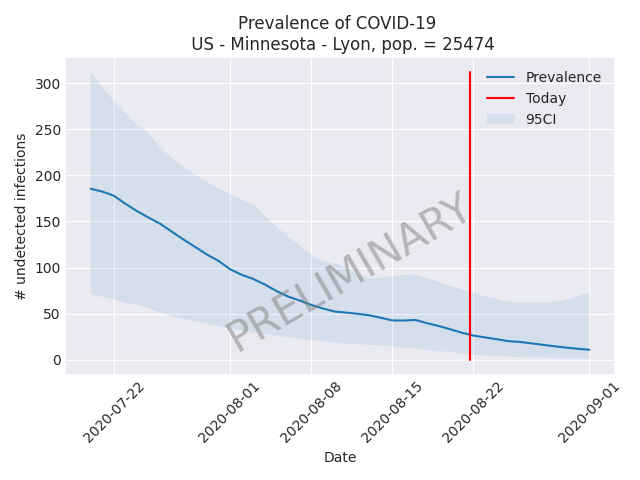 Prevalence of COVID-19
US - Minnesota - Lyon, pop. = 25474
Prevalence
Today
95CI
300
250
200
150
100
50
0
# undetected infections
PRELIMINARY
2020-07-22
2020-08-01
2020-08-08
2020-08-15
2020-08-22
2020-09-01
Date